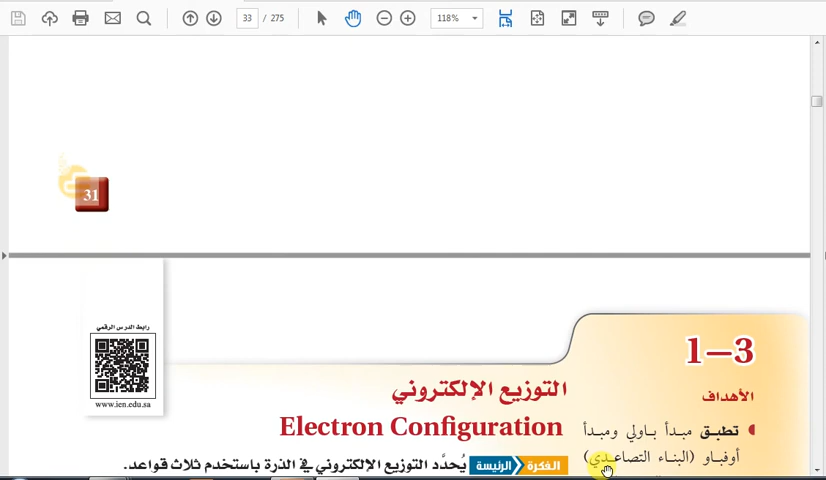 33 / 275
118%
31
رابط الدرس الرقمي
www.ien.edu.sa
1–3
الأهداف
تطبق مبدأ باولي ومبدأ
أوفباو (البناء التصاعدي)
التوزيع الإلكتروني
Electron Configuration
الفكرة الرئيسة يُحدَّد التوزيع الإلكتروني في الذرة باستخدم ثلاث قواعد.